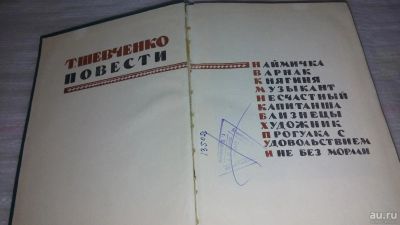 Т.ШЕВЧЕНКО
ПОВЕСТИ
НАЙМИЧКА
ВАРНАК
КНЯГИНЯ
МУЗЫКАНТ
НЕСЧАСТНЫЙ
КАПИТАНША
БЛИЗНЕЦЫ
ХУДОЖНИК
ПРОГУЛКА С
УДОВОЛЬСТВИЕМ
И НЕ БЕЗ МОРАЛИ
au.ru